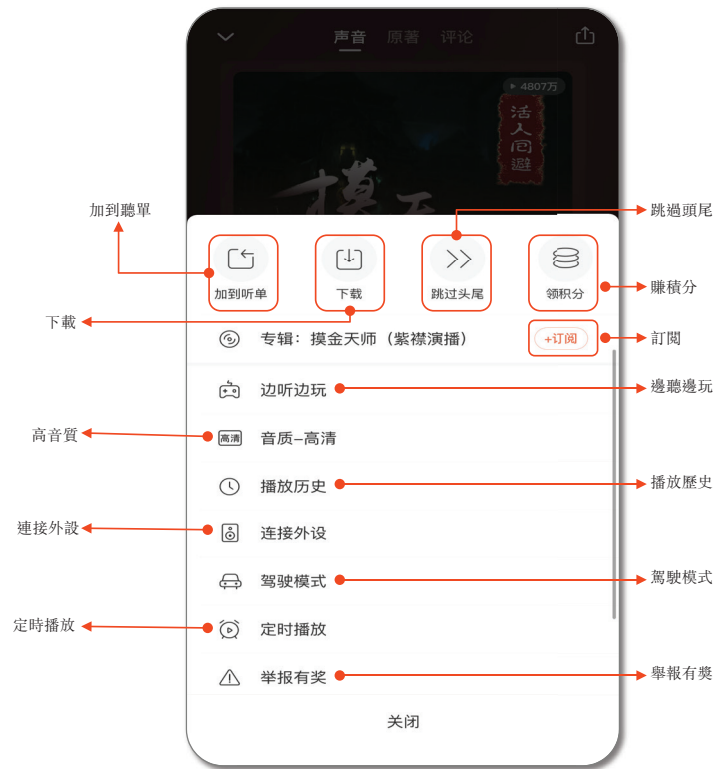 声音 原著 评论
4807万
活人回避
摸天
加到聽單
跳過頭尾
加到听单 下载 跳过头尾 领积分
賺積分
下載
专辑：摸金天师（紫襟演播） +订阅
訂閱
边听边玩
邊聽邊玩
高音質
高清 音质-高清
播放历史
播放歷史
連接外設
连接外设
驾驶模式
駕駛模式
定時播放
定时播放
举报有奖
舉報有獎
关闭